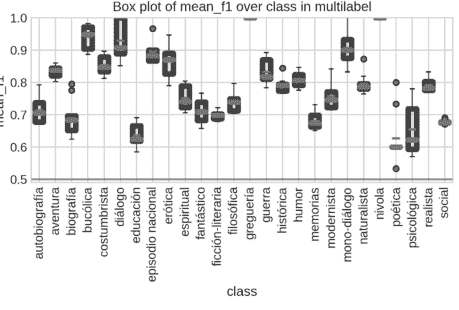 Box plot of mean_f1 over class in multilabel
1.0
0.9
0.8
0.7
0.6
0.5
autobiografía
aventura
biografía
bucólica
costumbrista
diálogo
educación
episodio nacional
erótica
espiritual
fantástico
ficción-literaria
filosófica
greguería
guerra
histórica
humor
memorias
modernista
mono-diálogo
naturalista
nivola
poética
psicológica
realista
social
class